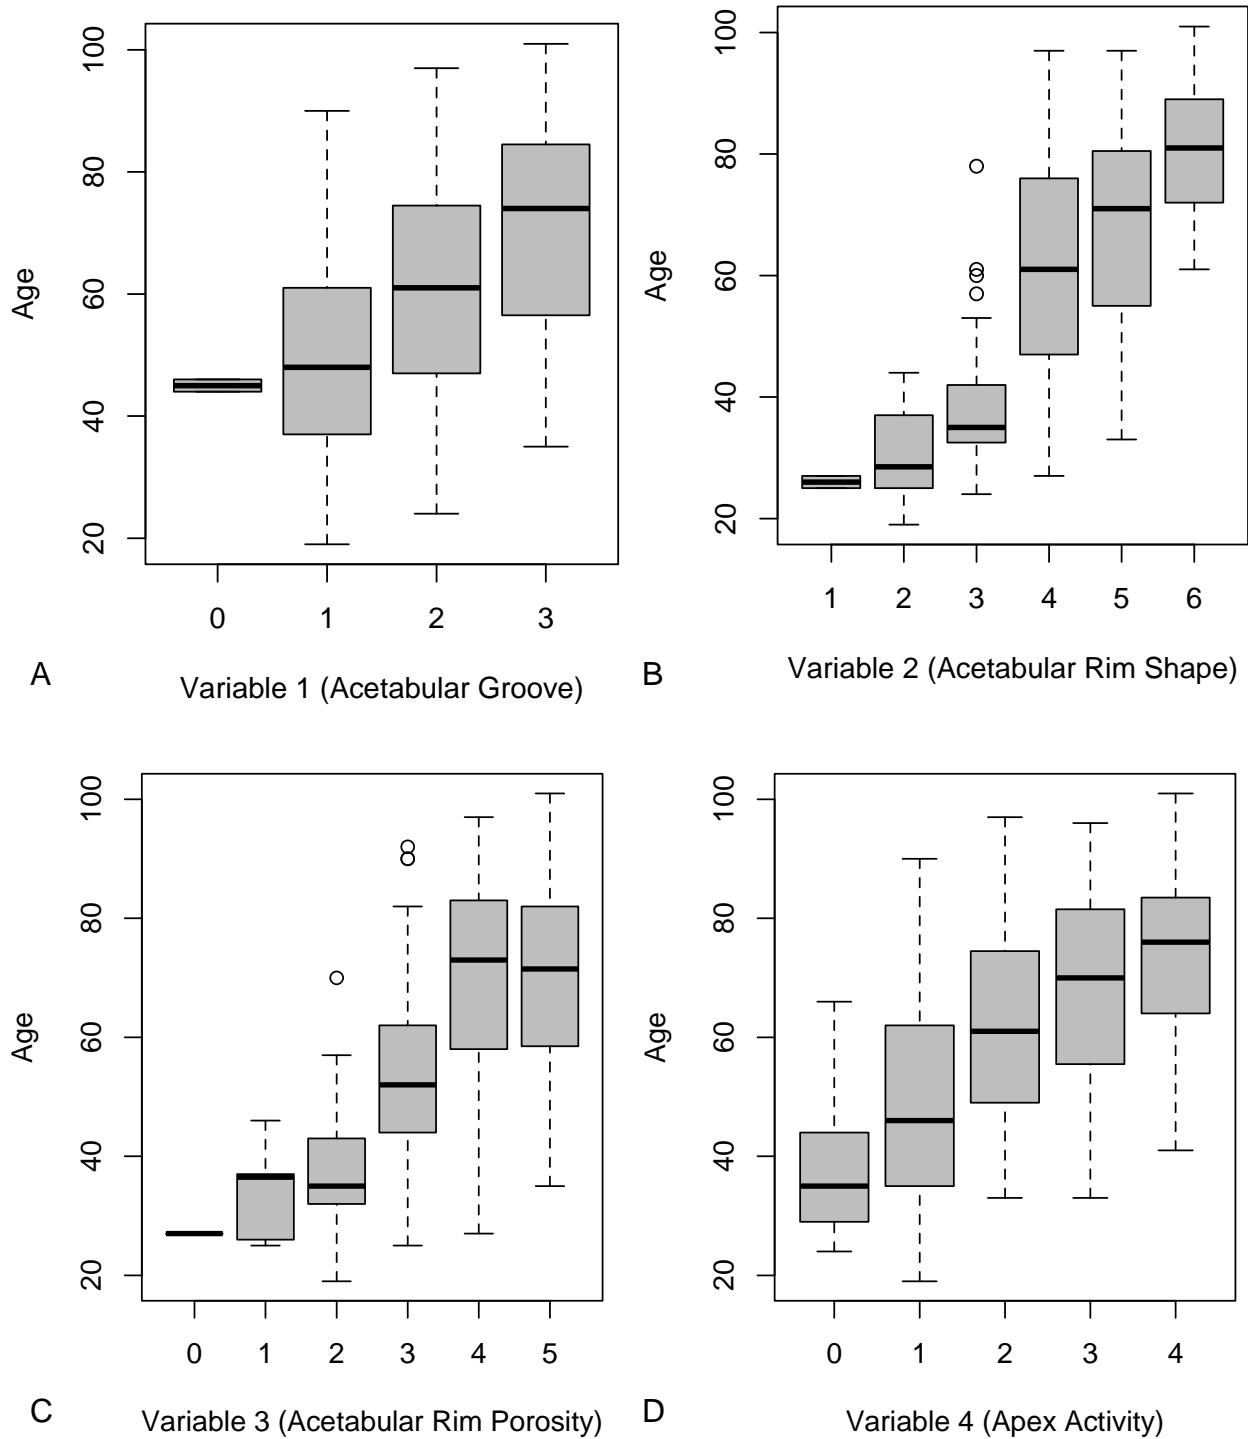 Age
100
80
60
40
20
0 1 2 3
A
Variable 1 (Acetabular Groove)
Age
100
80
60
40
20
1 2 3 4 5 6
B
Variable 2 (Acetabular Rim Shape)
Age
100
80
60
40
20
0 1 2 3 4 5
C
Variable 3 (Acetabular Rim Porosity)
Age
100
80
60
40
20
0 1 2 3 4
D
Variable 4 (Apex Activity)